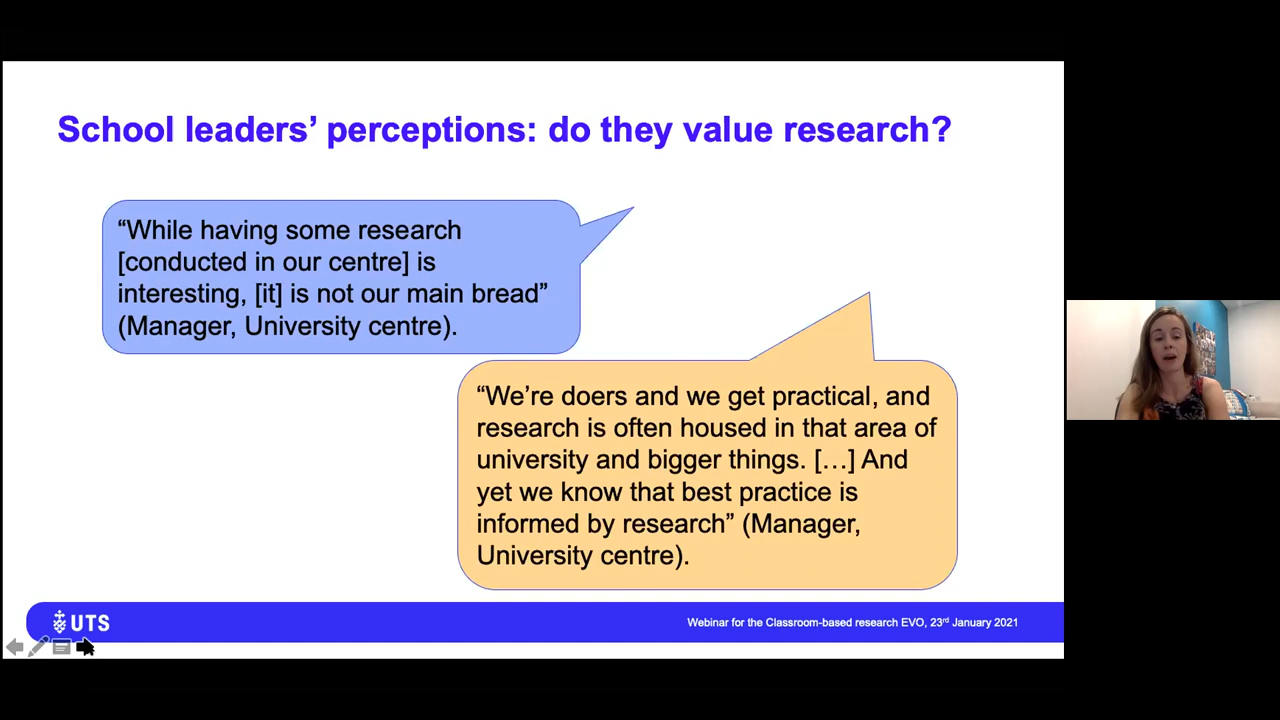 School leaders’ perceptions: do they value research?
“While having some research
[conducted in our centre] is
interesting, [it] is not our main bread”
(Manager, University centre).
“We’re doers and we get practical, and
research is often housed in that area of
university and bigger things. […] And
yet we know that best practice is
informed by research” (Manager,
University centre).
UTS
Webinar for the Classroom-based research EVO, 23rd January 2021